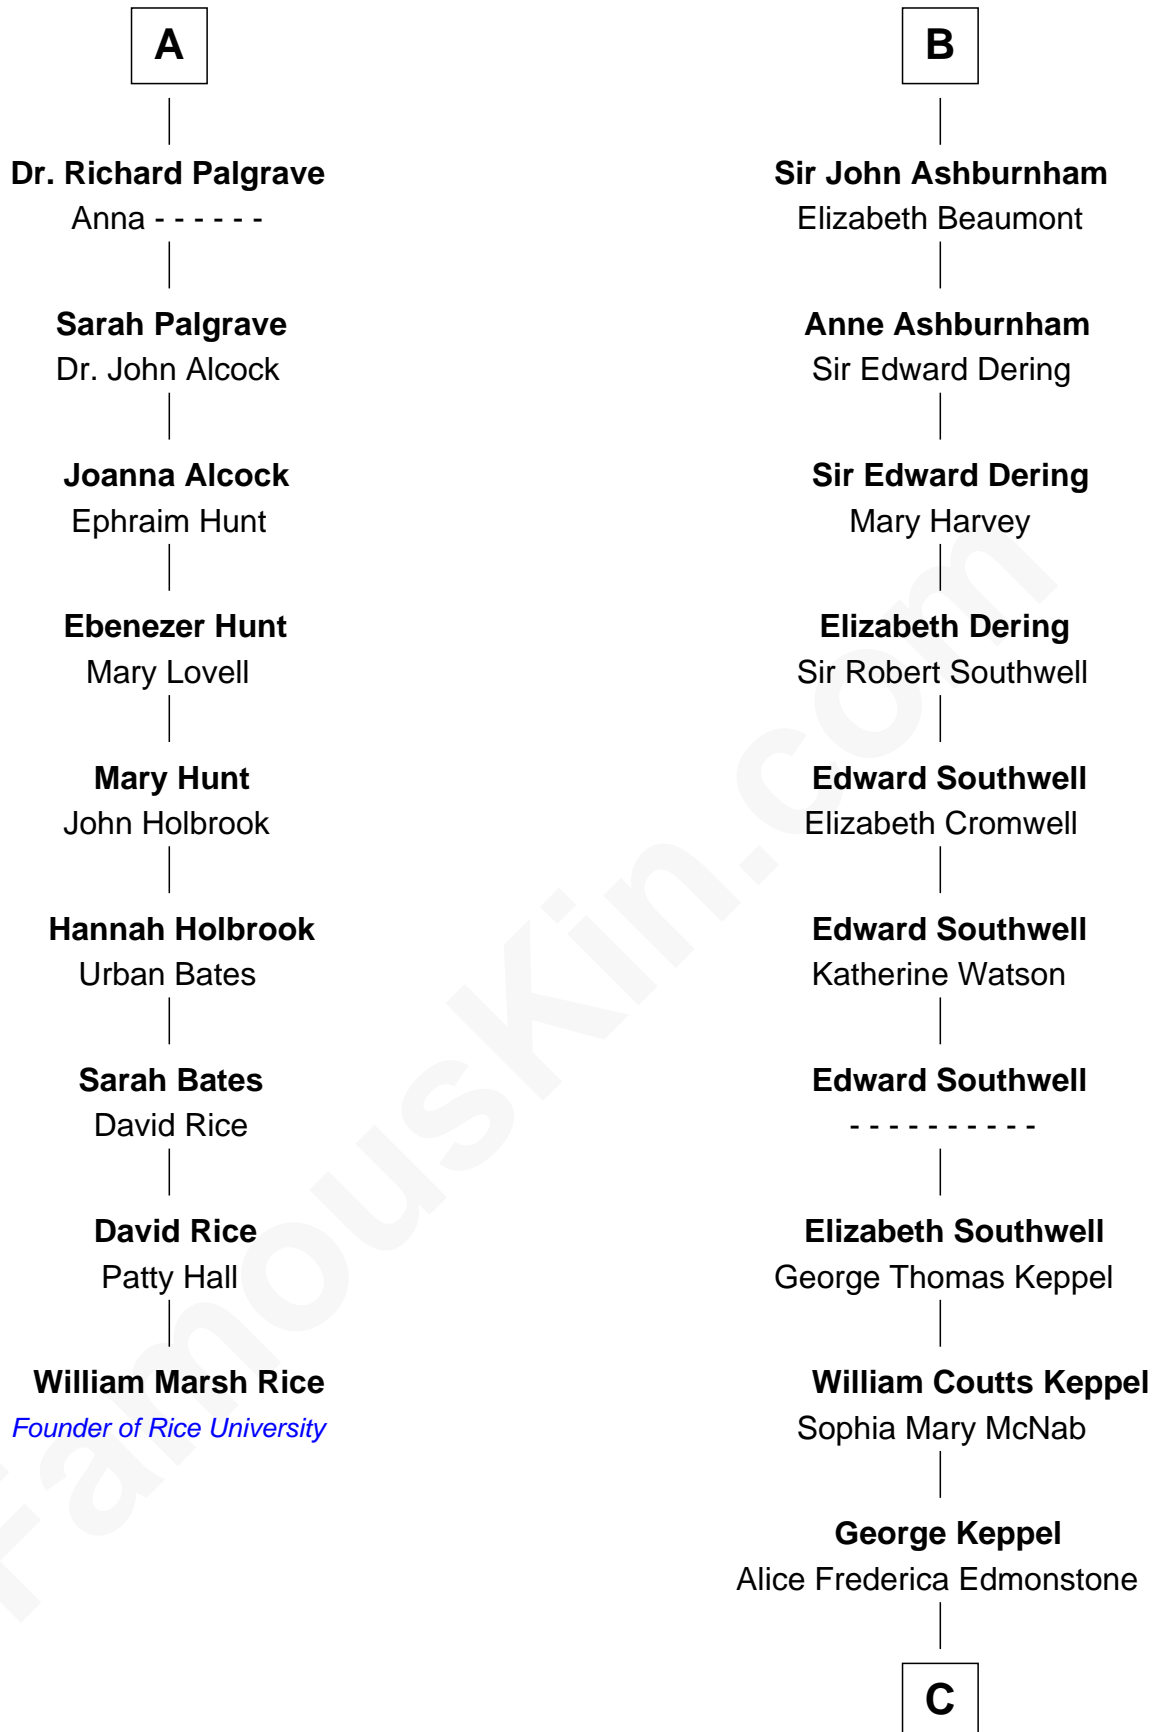 A
Dr. Richard Palgrave
Anna - - - - - -
Sarah Palgrave
Dr. John Alcock
Joanna Alcock
Ephraim Hunt
Ebenezer Hunt
Mary Lovell
Mary Hunt
John Holbrook
Hannah Holbrook
Urban Bates
Sarah Bates
David Rice
David Rice
Patty Hall
William Marsh Rice
Founder of Rice University
B
Sir John Ashburnham
Elizabeth Beaumont
Anne Ashburnham
Sir Edward Dering
Sir Edward Dering
Mary Harvey
Elizabeth Dering
Sir Robert Southwell
Edward Southwell
Elizabeth Cromwell
Edward Southwell
Katherine Watson
Edward Southwell
- - - - - - - - - -
Elizabeth Southwell
George Thomas Keppel
William Coutts Keppel
Sophia Mary McNab
George Keppel
Alice Frederica Edmonstone
C
FamousKin.com